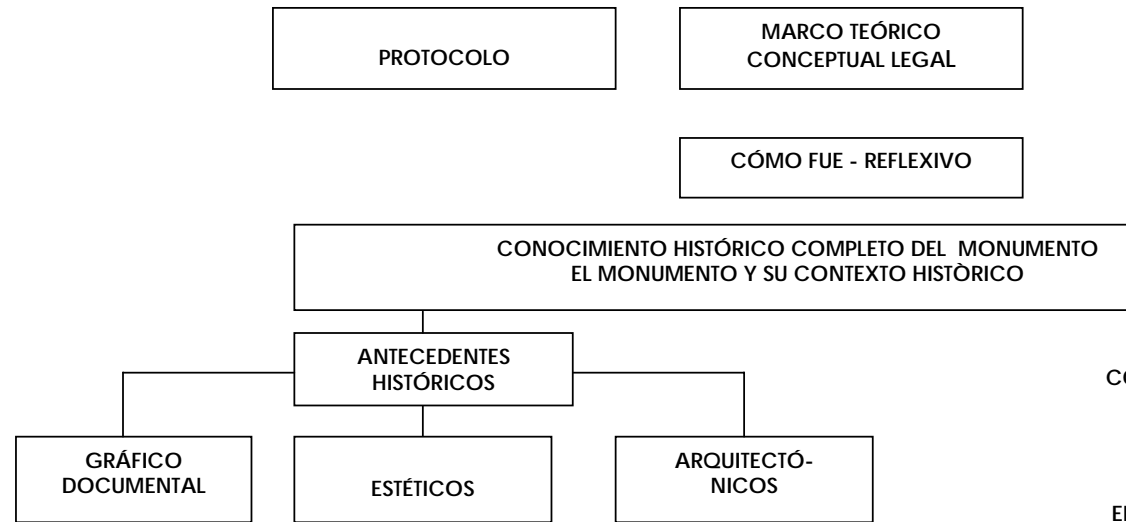 PROTOCOLO
MARCO TEÓRICO
CONCEPTUAL LEGAL
CÓMO FUE - REFLEXIVO
CONOCIMIENTO HISTÓRICO COMPLETO DEL MONUMENTO
EL MONUMENTO Y SU CONTEXTO HISTÒRICO
ANTECEDENTES
HISTÓRICOS
GRÁFICO
DOCUMENTAL
ESTÉTICOS
ARQUITECTÓ-
NICOS